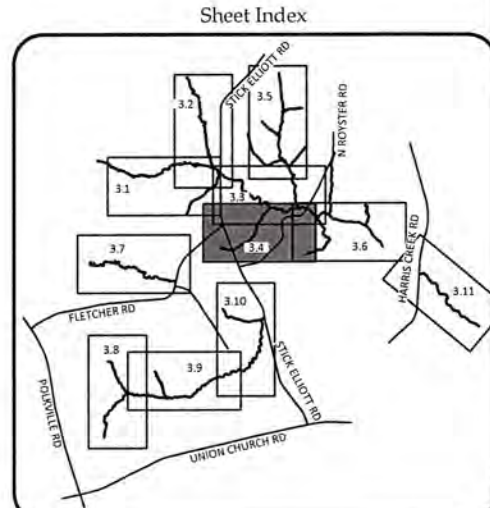 Sheet Index
STICK ELLIOTT RD
3.5
3.2
N ROYSTER RD
3.1
3.3
3.4
3.6
HARRIS CREEK RD
3.7
3.11
3.10
FLETCHER RD
3.8
3.9
STICK ELLIOTT RD
POLKVILLE RD
UNION CHURCH RD